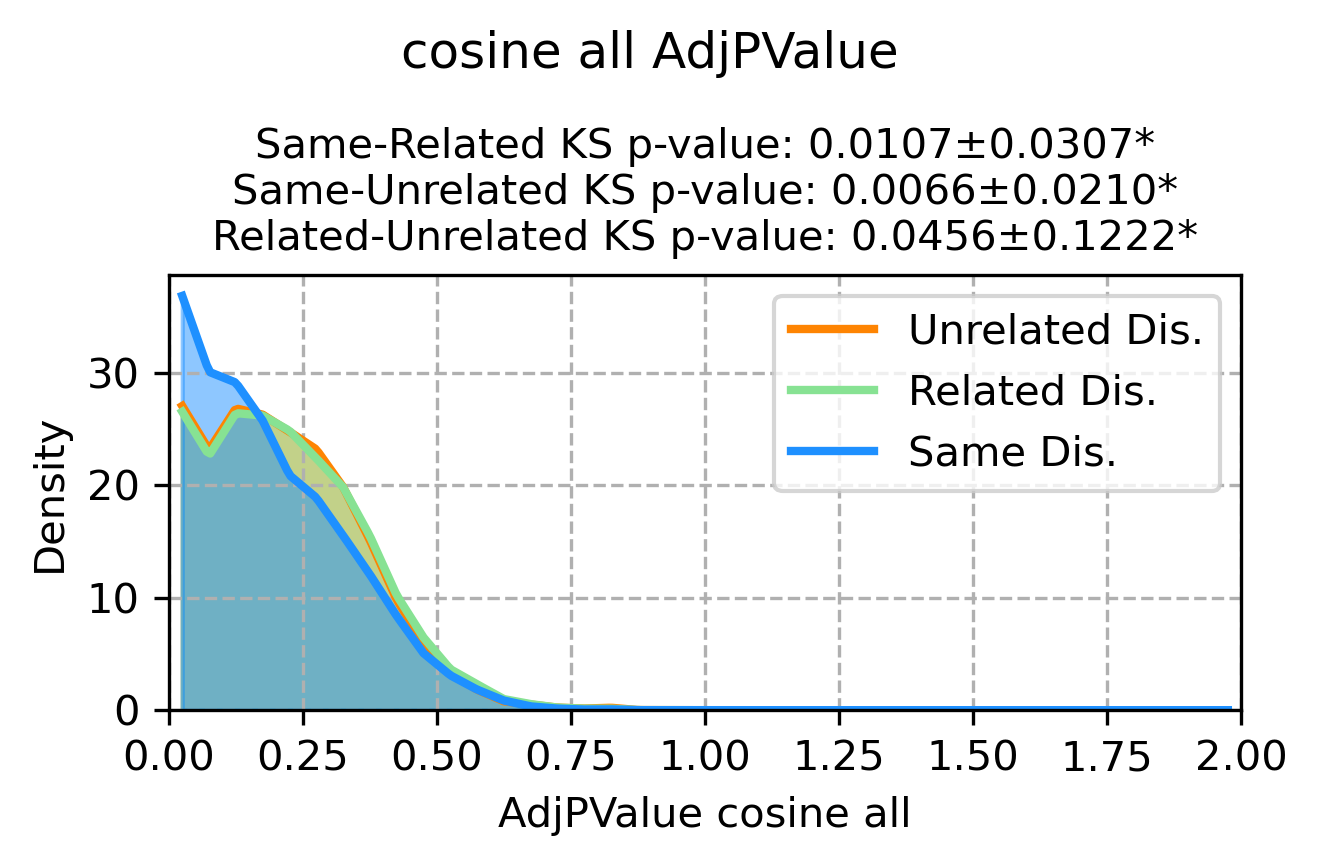 cosine all AdjPValue
Same-Related KS p-value: 0.0107±0.0307*
Same-Unrelated KS p-value: 0.0066±0.0210*
Related-Unrelated KS p-value: 0.0456±0.1222*
Unrelated Dis.
Related Dis.
Same Dis.
Density
30
20
10
0
0.00 0.25 0.50 0.75 1.00 1.25 1.50 1.75 2.00
AdjPValue cosine all